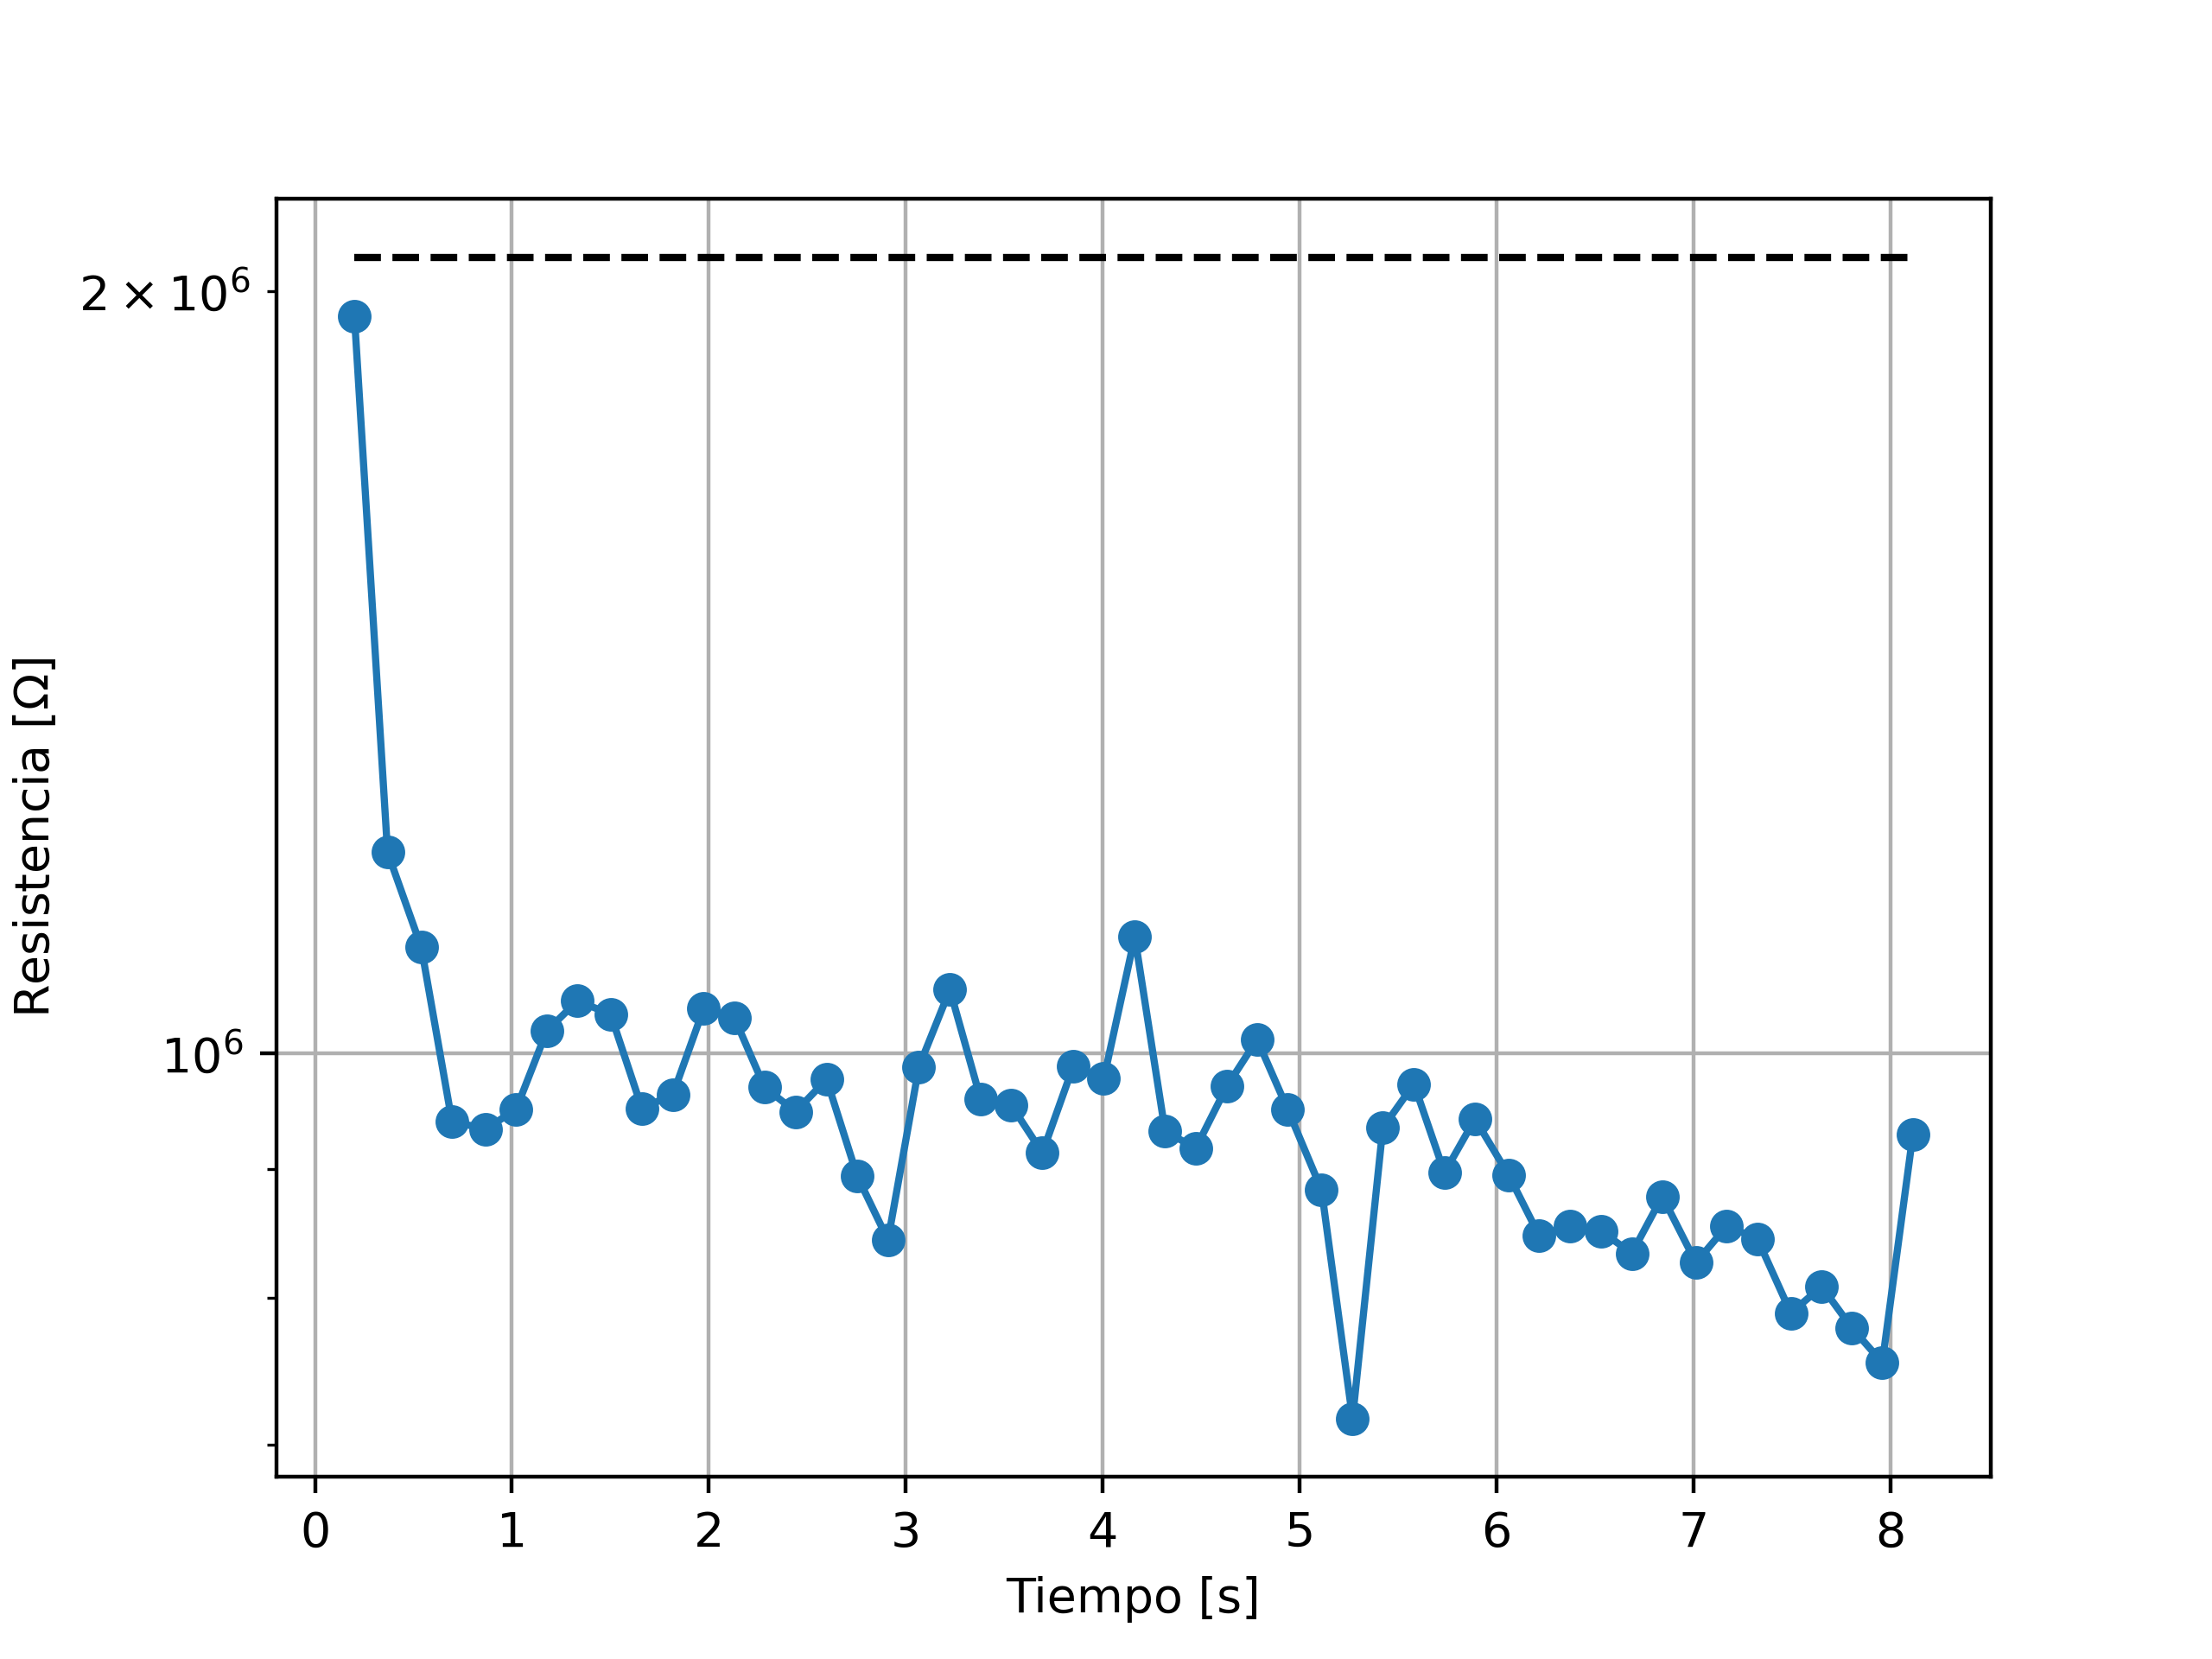 2 × 10⁶
10⁶
Resistencia [Ω]
0 1 2 3 4 5 6 7 8
Tiempo [s]